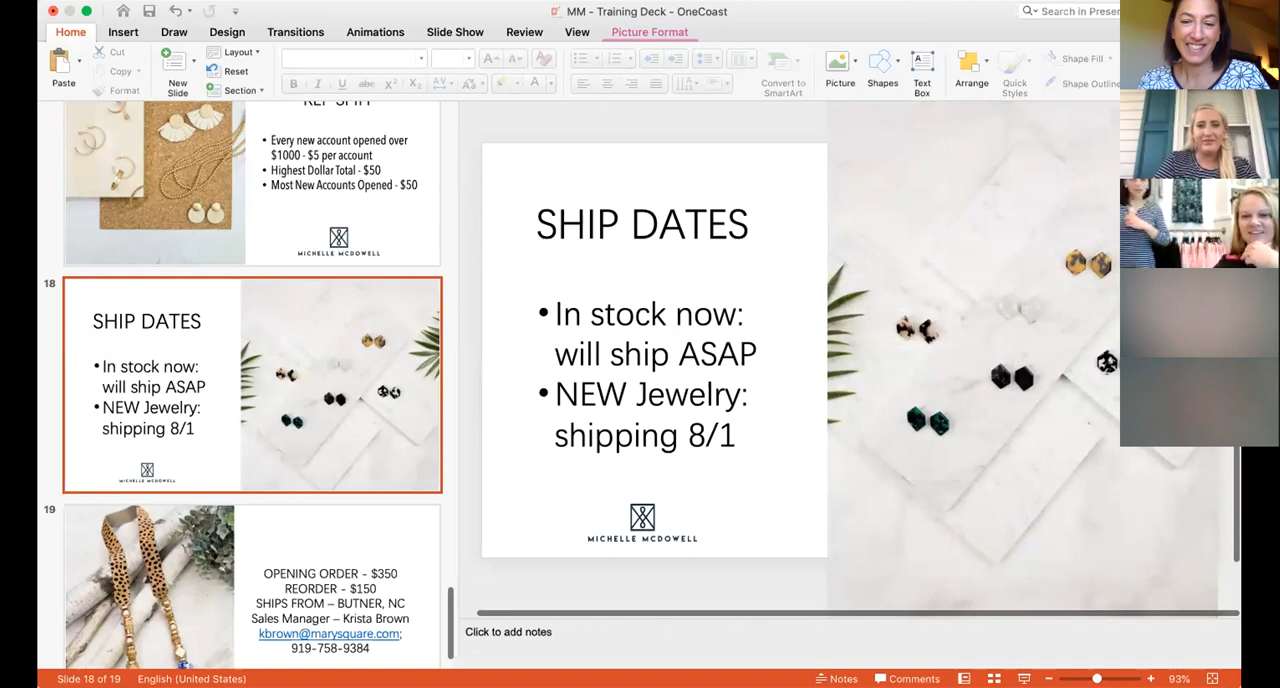 MM - Training Deck - OneCoast
Search in Presen
Home Insert Draw Design Transitions Animations Slide Show Review View Picture Format
Paste
Cut
Copy
Format
New
Slide
Layout
Reset
Section
Convert to
SmartArt
Picture
Shapes
Text
Box
Arrange
Quick
Styles
Shape Fill
Shape Outline
• Every new account opened over
$1000 - $5 per account
• Highest Dollar Total - $50
• Most New Accounts Opened - $50
MICHELLE MCDOWELL
18
SHIP DATES
• In stock now:
will ship ASAP
• NEW Jewelry:
shipping 8/1
MICHELLE MCDOWELL
19
OPENING ORDER - $350
REORDER - $150
SHIPS FROM – BUTNER, NC
Sales Manager – Krista Brown
kbrown@marysquare.com;
919-758-9384
SHIP DATES
• In stock now:
will ship ASAP
• NEW Jewelry:
shipping 8/1
MICHELLE MCDOWELL
Click to add notes
Slide 18 of 19 English (United States) Notes Comments 93%